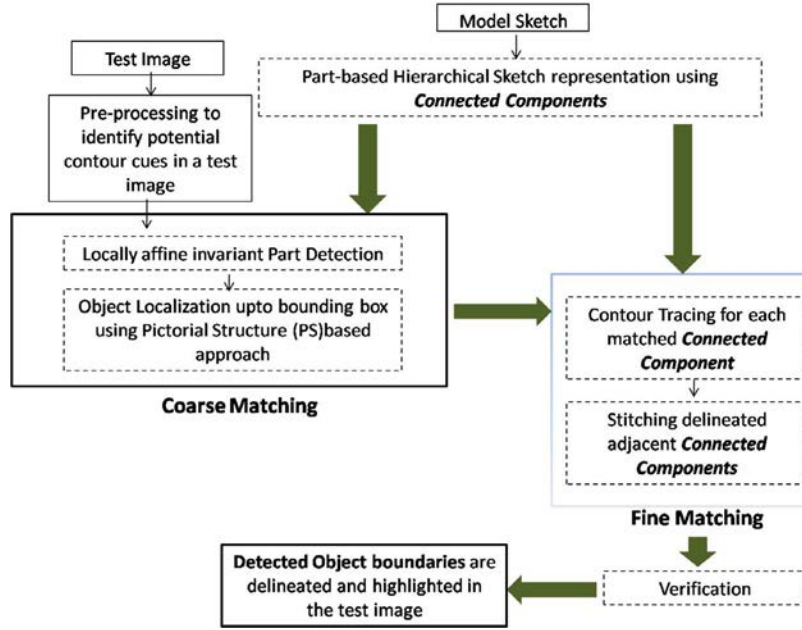 Model Sketch
Test Image
Part-based Hierarchical Sketch representation using
Connected Components
Pre-processing to
identify potential
contour cues in a test
image
Locally affine invariant Part Detection
Object Localization upto bounding box
using Pictorial Structure (PS)based
approach
Coarse Matching
Contour Tracing for each
matched Connected
Component
Stitching delineated
adjacent Connected
Components
Fine Matching
Verification
Detected Object boundaries are
delineated and highlighted in
the test image